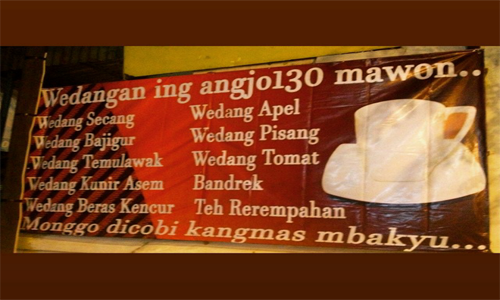 Wedangan ing angjo130 mawon...
Wedang Secang
Wedang Bajigur
Wedang Temulawak
Wedang Kunir Asem
Wedang Beras Kencur
Wedang Apel
Wedang Pisang
Wedang Tomat
Bandrek
Teh Rerempahan
Monggo dicobi kangmas mbakyu...